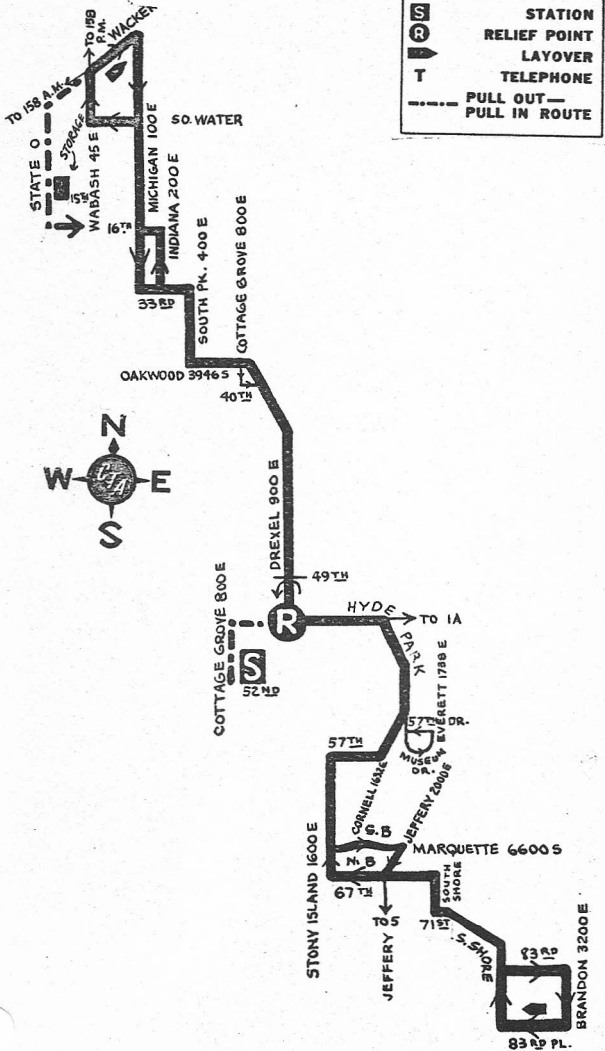 S STATION
R RELIEF POINT
LAYOVER
T TELEPHONE
PULL OUT—
PULL IN ROUTE
TO 158
P.M.
WACKER
TO 158 A.M.
STORAGE
SO. WATER
STATE 0
WABASH 45 E
15TH
MICHIGAN 100 E
INDIANA 200 E
16TH
33RD
SOUTH PK. 400 E
COTTAGE GROVE 800 E
OAKWOOD 3946 S
40TH
N
W CTA E
S
DREXEL 900 E
49TH
R
HYDE
PARK
TO 1A
COTTAGE GROVE 800 E
S
52ND
EVERETT 1788 E
57TH DR.
MUSEUM
DR.
57TH
CORNELL 1632 E
JEFFERY 2000 E
S.B
MARQUETTE 6600 S
N.B
STONY ISLAND 1600 E
67TH
SOUTH
SHORE
TO 5
JEFFERY
71ST
S. SHORE
83RD
BRANDON 3200 E
83RD PL.